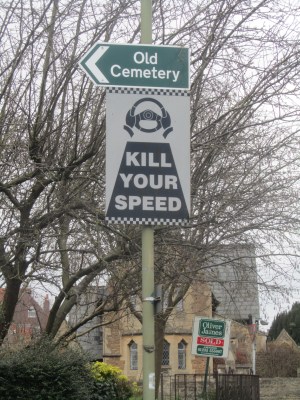 Old
Cemetery
KILL
YOUR
SPEED
Oliver
James
SOLD